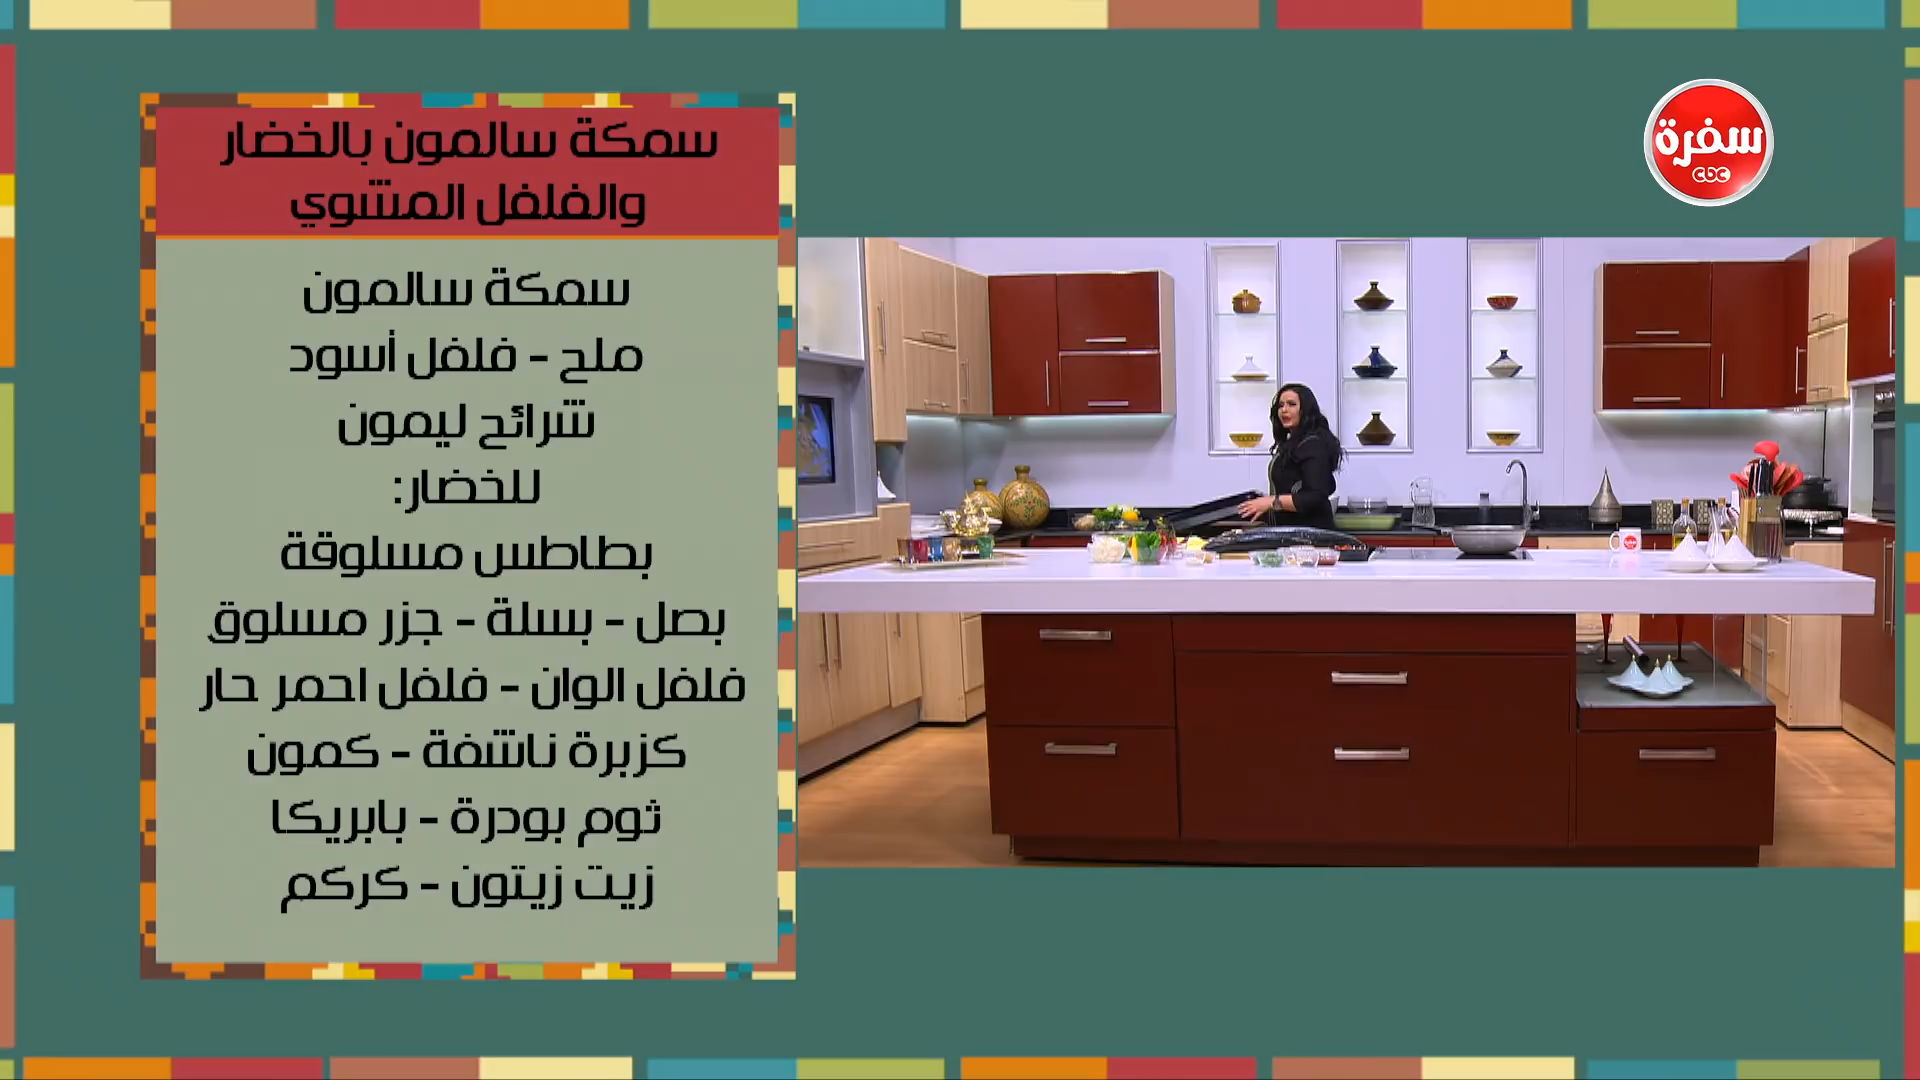 سمكة سالمون بالخضار
والفلفل المشوي
سمكة سالمون
ملح - فلفل أسود
شرائح ليمون
للخضار:
بطاطس مسلوقة
بصل - بسلة - جزر مسلوق
فلفل الوان - فلفل احمر حار
كزبرة ناشفة - كمون
ثوم بودرة - بابريكا
زيت زيتون - كركم
سفرة
cbc